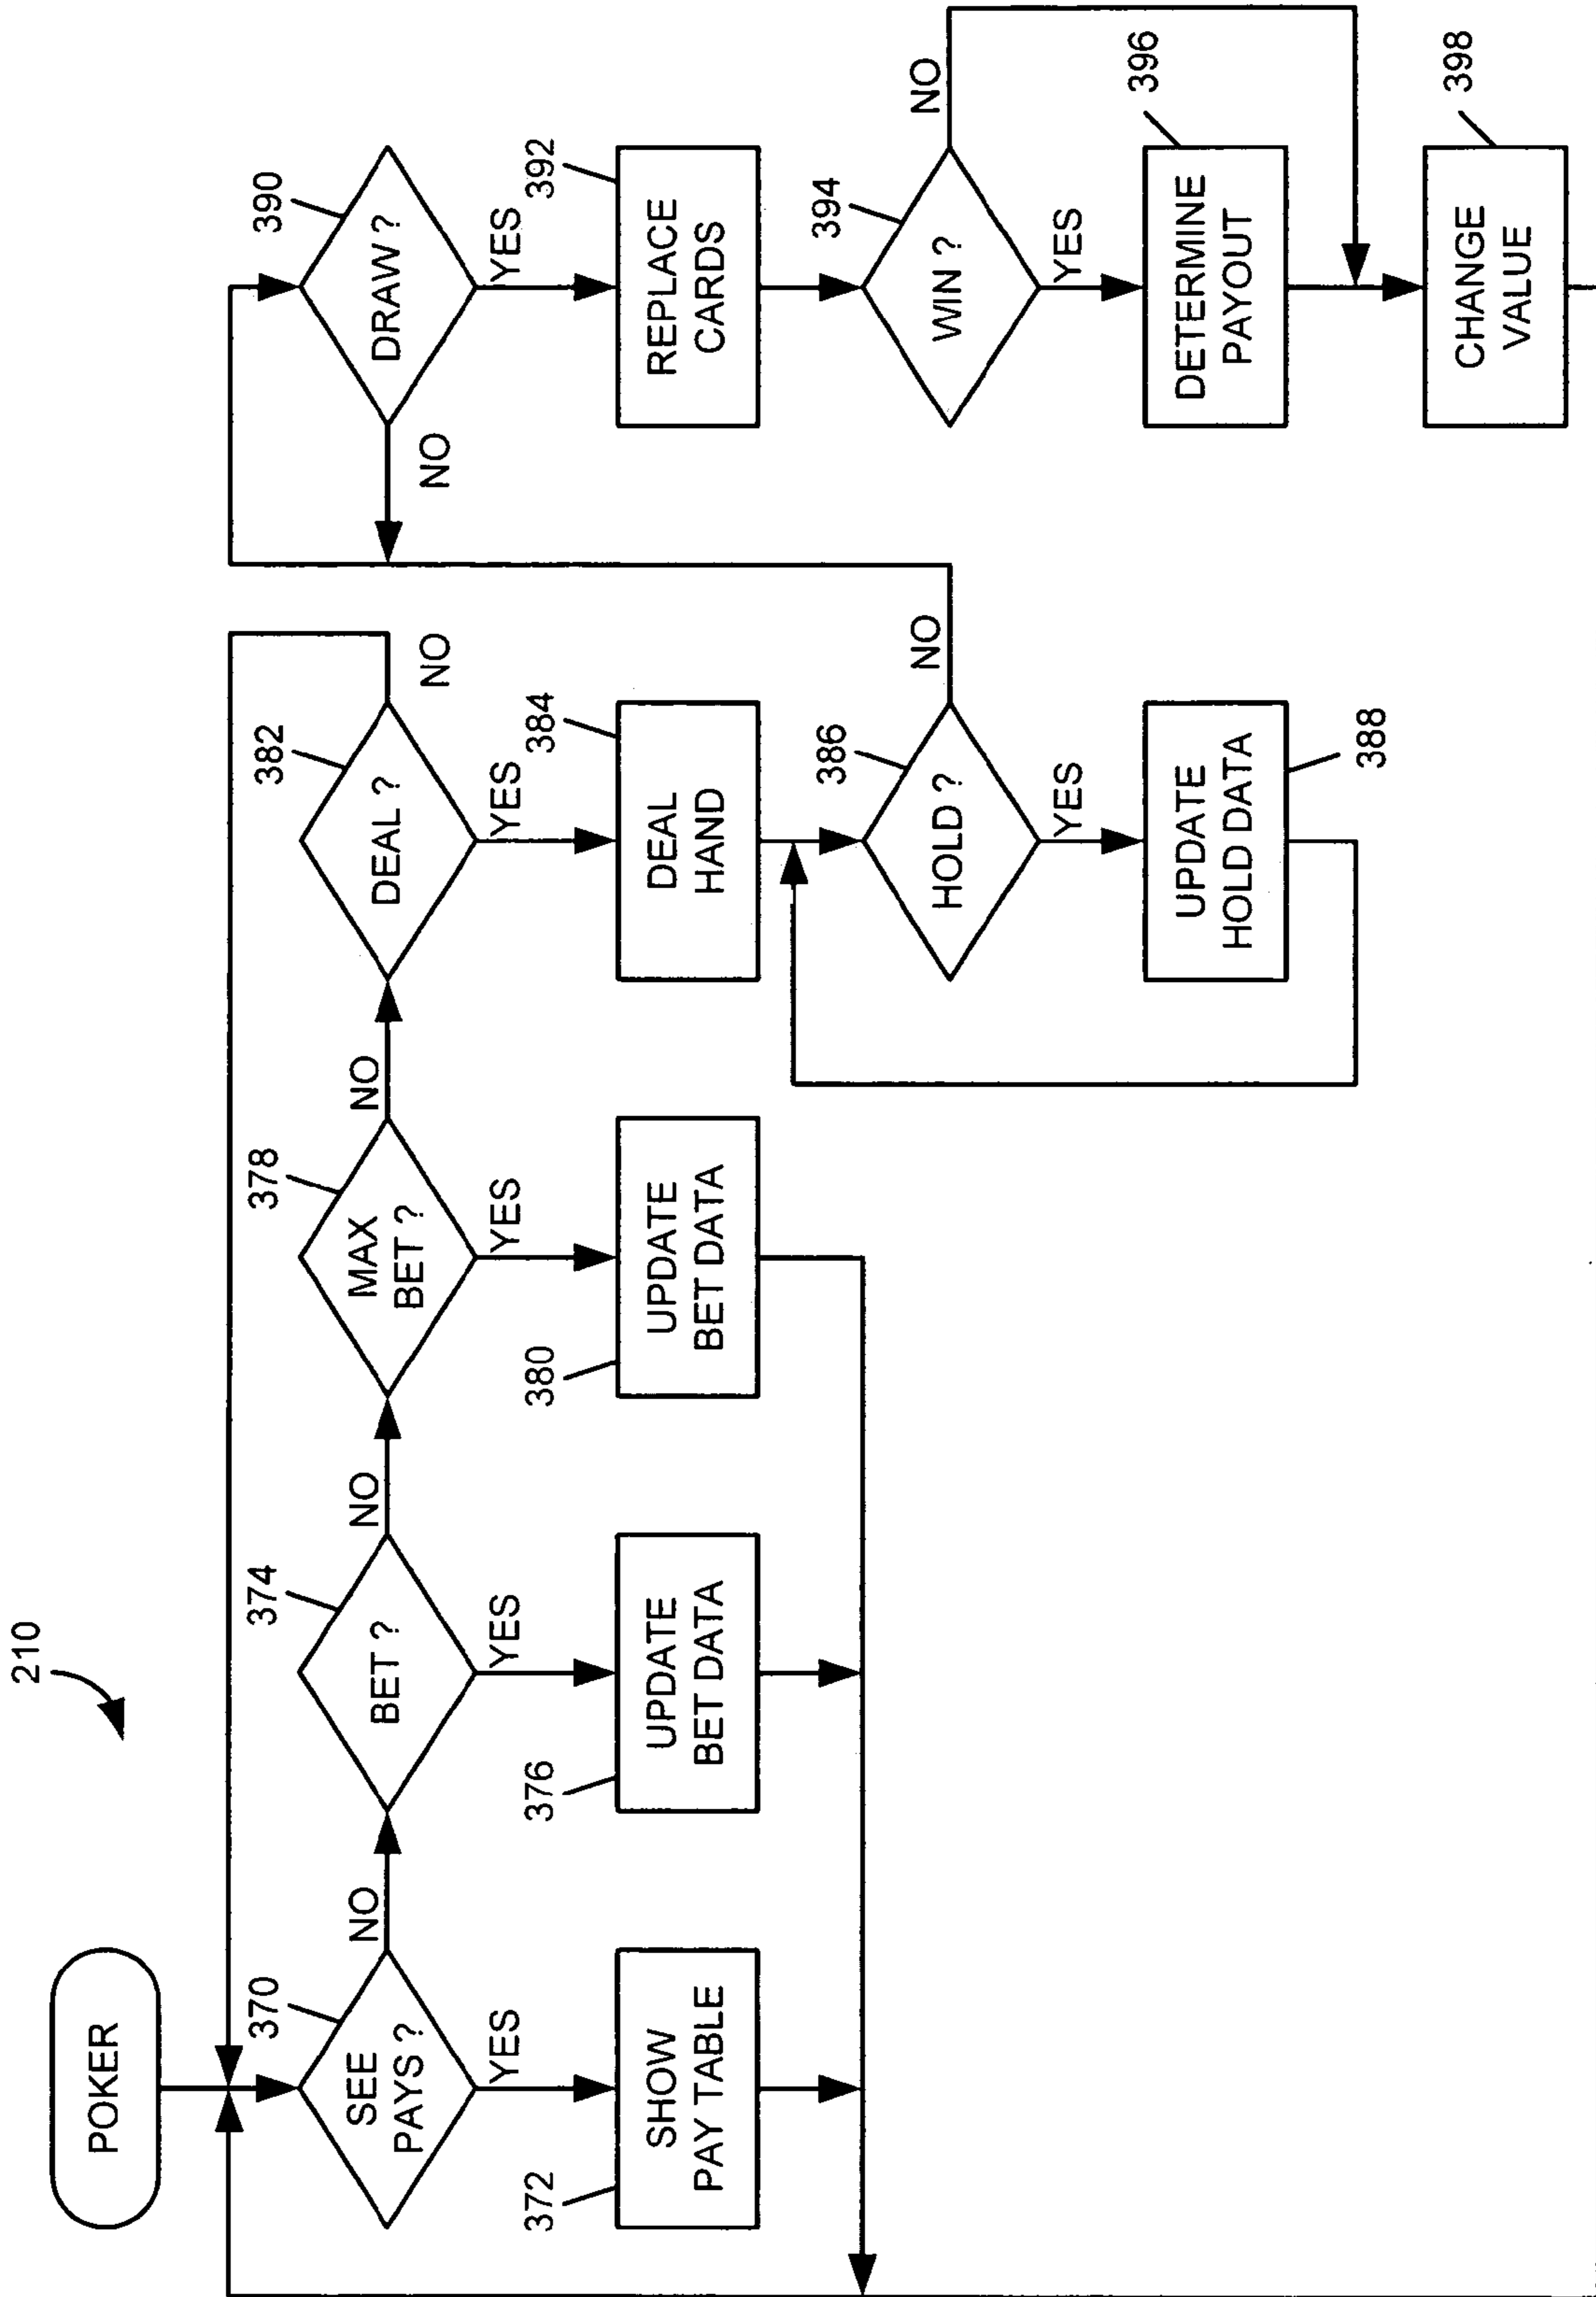 210
POKER
370
SEE
PAYS ?
NO
YES
372
SHOW
PAY TABLE
374
BET ?
NO
YES
376
UPDATE
BET DATA
378
MAX
BET ?
NO
YES
380
UPDATE
BET DATA
382
DEAL ?
NO
YES
384
DEAL
HAND
386
HOLD ?
NO
YES
388
UPDATE
HOLD DATA
390
DRAW ?
NO
YES
392
REPLACE
CARDS
394
WIN ?
NO
YES
396
DETERMINE
PAYOUT
398
CHANGE
VALUE